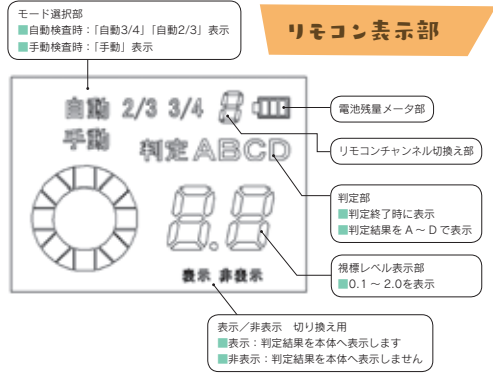 モード選択部
■自動検査時:「自動3/4」「自動2/3」表示
■手動検査時:「手動」表示
リモコン表示部
自動 2/3 3/4 8
手動
判定ABCD
8.8
表示 非表示
電池残量メータ部
リモコンチャンネル切換え部
判定部
■判定終了時に表示
■判定結果をA~Dで表示
視標レベル表示部
■0.1~2.0を表示
表示/非表示 切り換え用
■表示:判定結果を本体へ表示します
■非表示:判定結果を本体へ表示しません